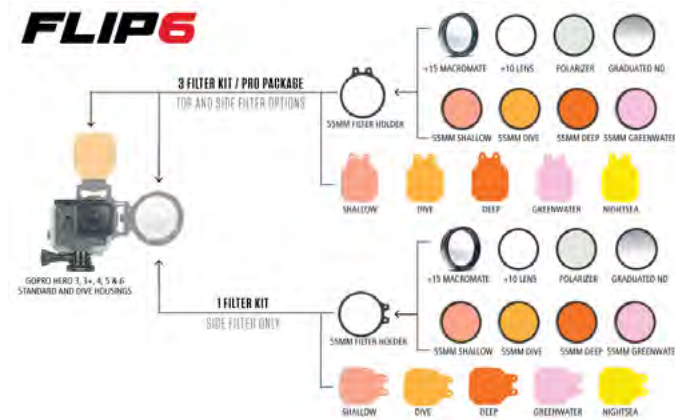 FLIP6
+15 MACROMATE +10 LENS POLARIZER GRADUATED ND
3 FILTER KIT / PRO PACKAGE
TOP AND SIDE FILTER OPTIONS
55MM FILTER HOLDER
55MM SHALLOW 55MM DIVE 55MM DEEP 55MM GREENWATER
SHALLOW DIVE DEEP GREENWATER NIGHTSEA
+15 MACROMATE +10 LENS POLARIZER GRADUATED ND
GOPRO HERO 3, 3+, 4, 5 & 6
STANDARD AND DIVE HOUSINGS
1 FILTER KIT
SIDE FILTER ONLY
55MM FILTER HOLDER
55MM SHALLOW 55MM DIVE 55MM DEEP 55MM GREENWATER
SHALLOW DIVE DEEP GREENWATER NIGHTSEA